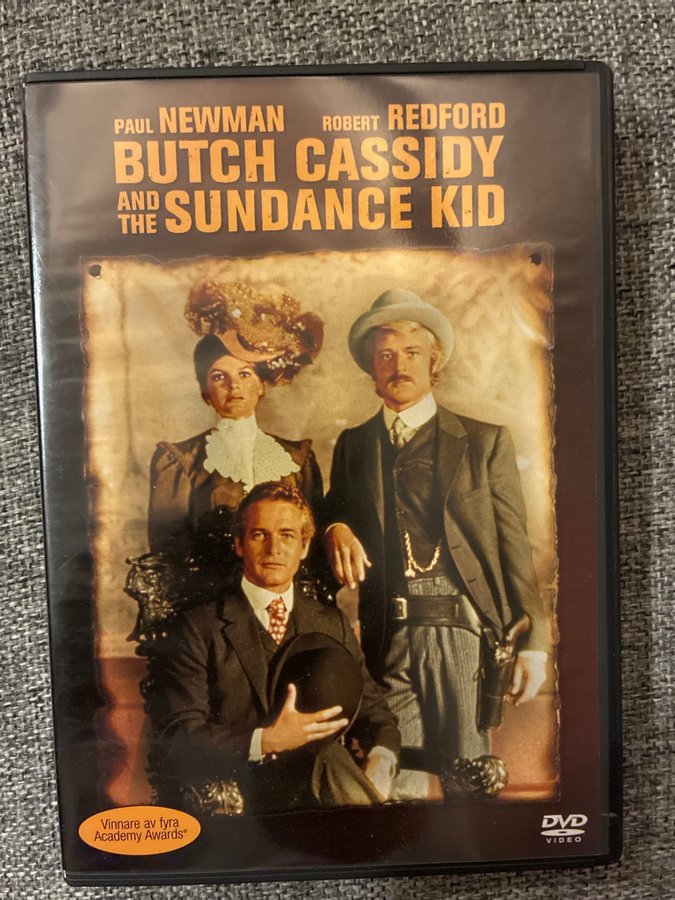 PAUL NEWMAN ROBERT REDFORD
BUTCH CASSIDY
AND THE SUNDANCE KID
Vinnare av fyra
Academy Awards®
DVD
VIDEO